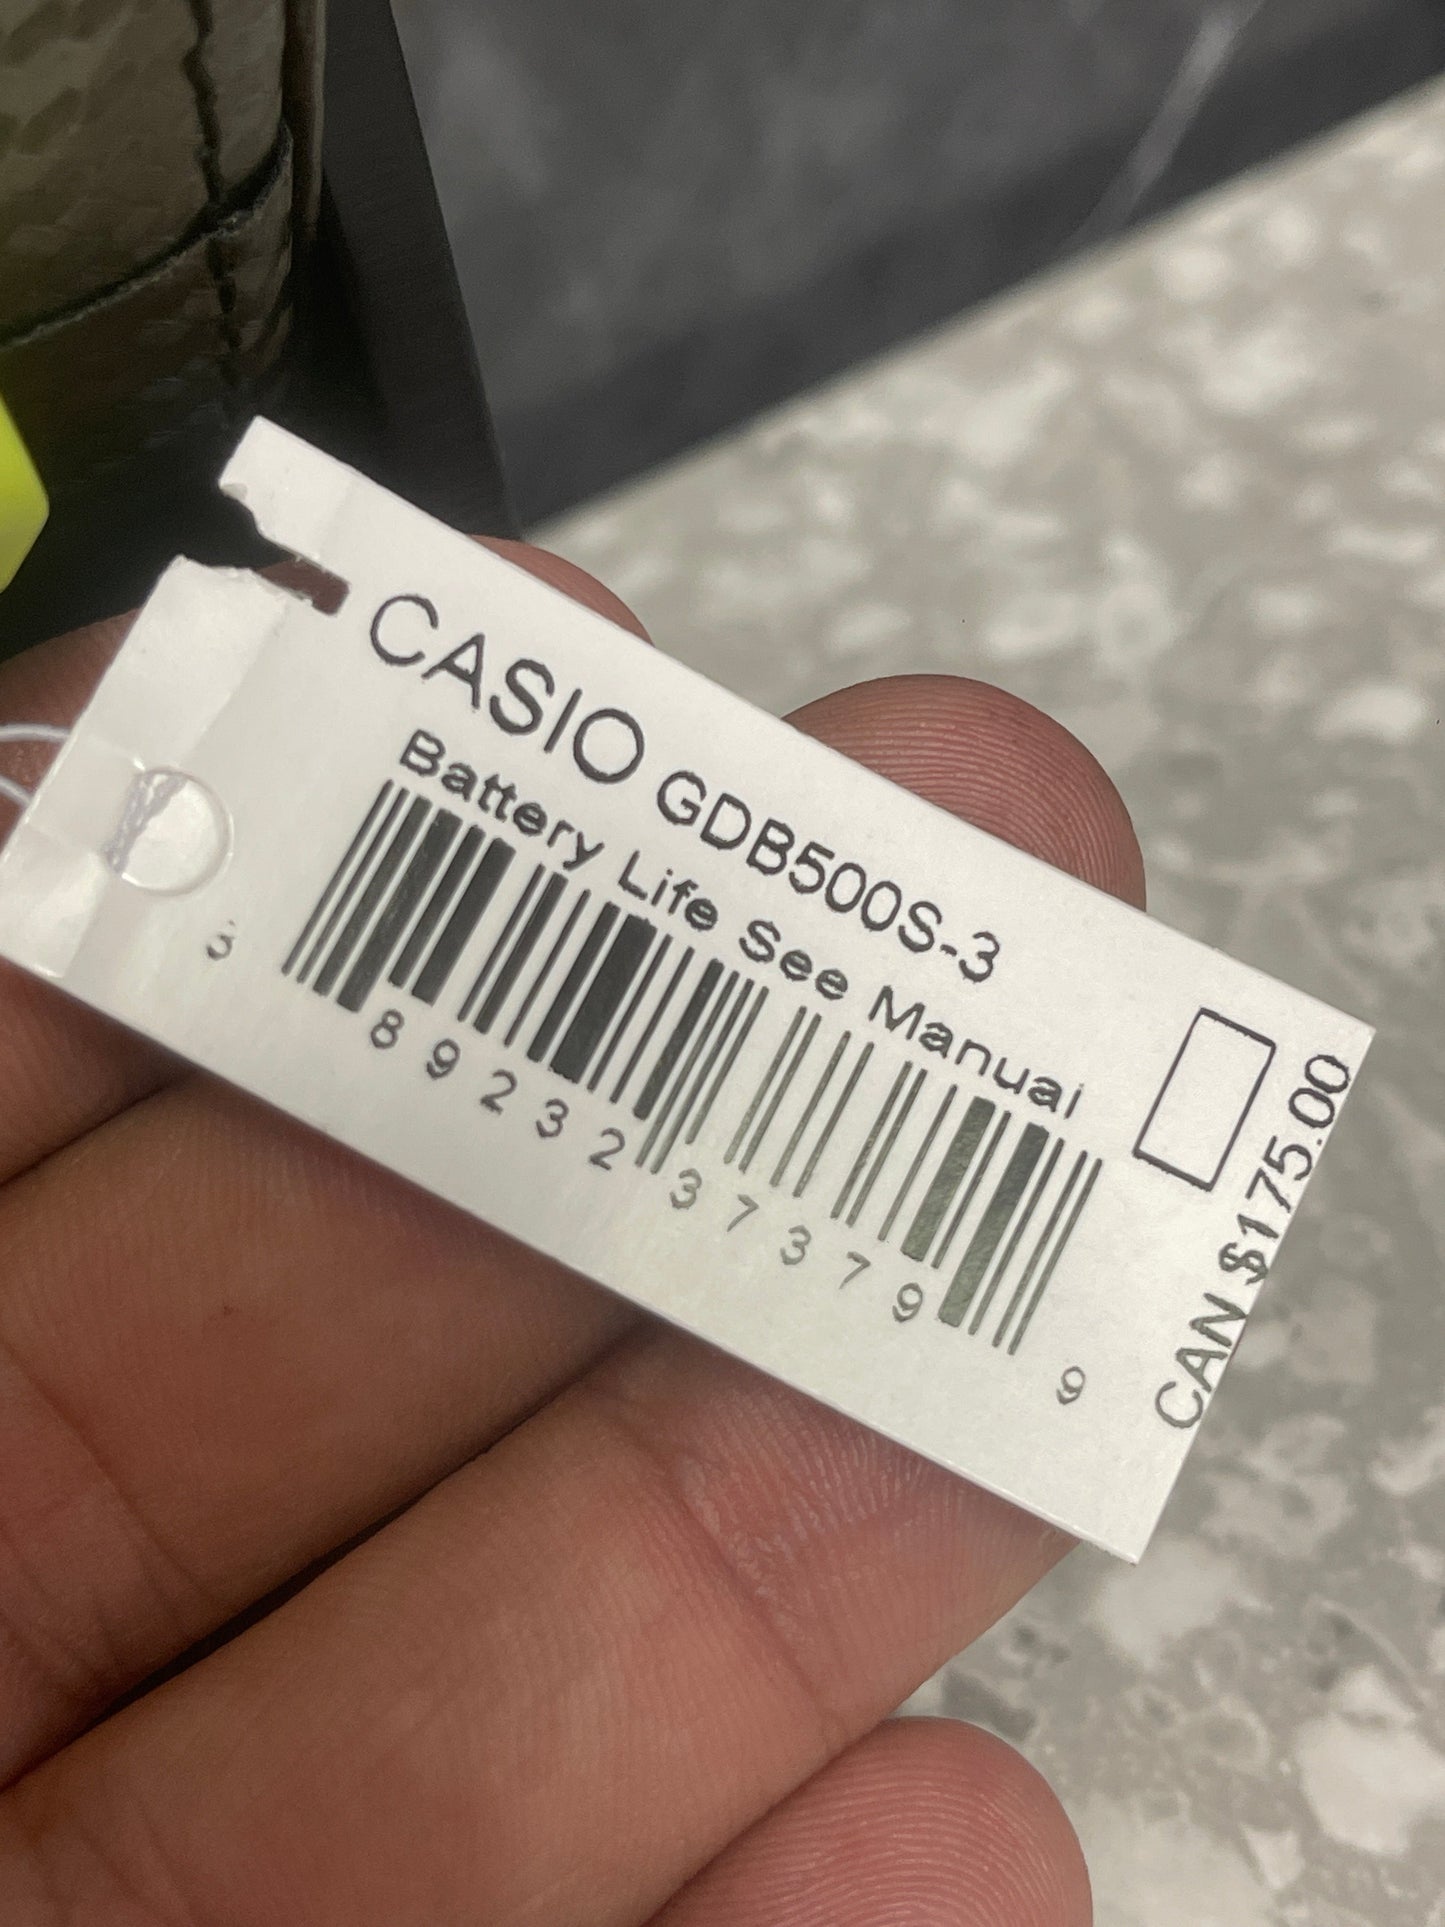 CASIO GDB500S-3
Battery Life See Manual
8 89232 37379 9
CAN $175.00